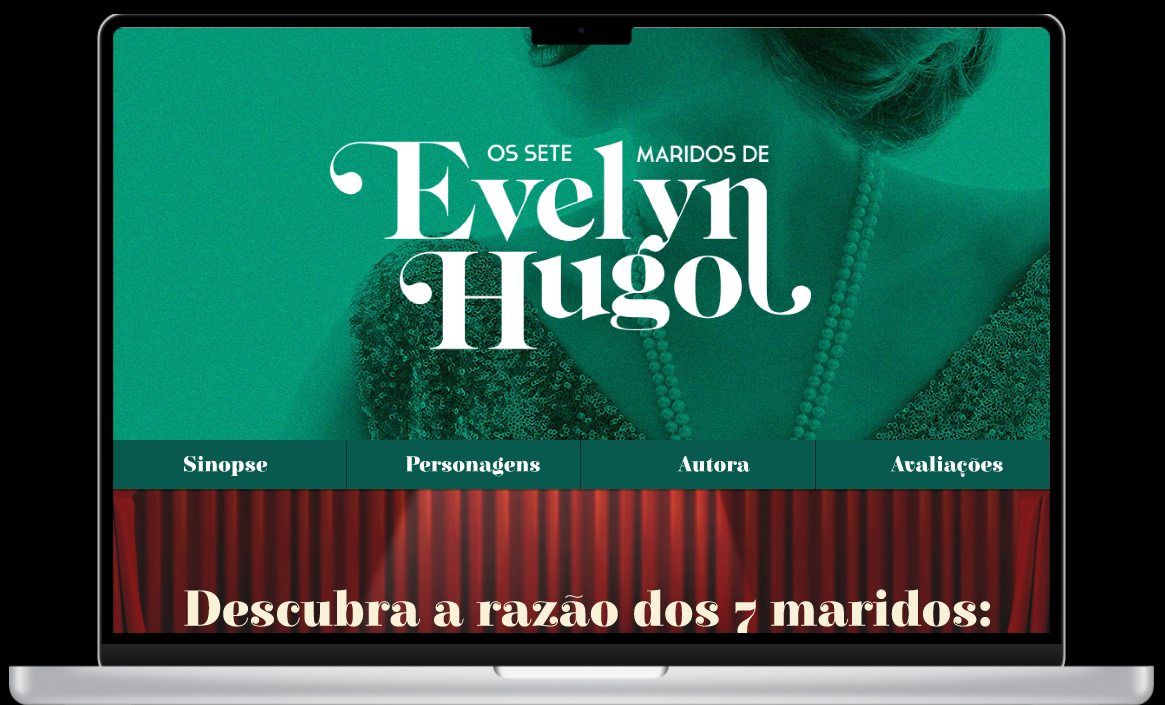 OS SETE MARIDOS DE
Evelyn
Hugo
Sinopse Personagens Autora Avaliações
Descubra a razão dos 7 maridos: